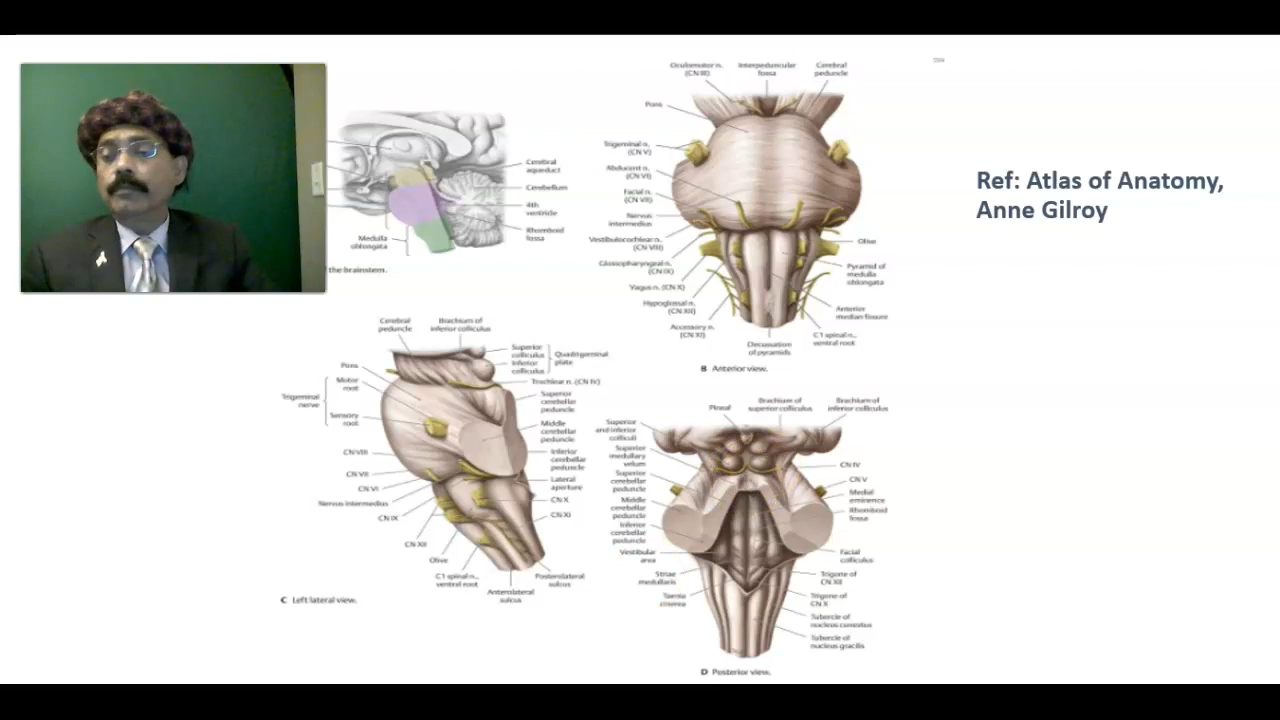 Ref: Atlas of Anatomy,
Anne Gilroy
Cerebral
aqueduct
Cerebellum
4th
ventricle
Rhomboid
fossa
Medulla
oblongata
the brainstem.
Oculomotor n.
(CN III)
Interpeduncular
fossa
Cerebral
peduncle
Pons
Trigeminal n.
(CN V)
Abducent n.
(CN VI)
Facial n.
(CN VII)
Nervus
intermedius
Vestibulocochlear n.
(CN VIII)
Glossopharyngeal n.
(CN IX)
Vagus n. (CN X)
Hypoglossal n.
(CN XII)
Accessory n.
(CN XI)
Olive
Pyramid of
medulla
oblongata
Anterior
median fissure
C1 spinal n.,
ventral root
Decussation
of pyramids
B Anterior view.
Cerebral
peduncle
Brachium of
inferior colliculus
Superior
colliculus
Inferior
colliculus
Quadrigeminal
plate
Trochlear n. (CN IV)
Superior
cerebellar
peduncle
Middle
cerebellar
peduncle
Inferior
cerebellar
peduncle
Lateral
aperture
CN X
CN XI
Pons
Motor
root
Trigeminal
nerve
Sensory
root
CN VIII
CN VII
CN VI
Nervus intermedius
CN IX
CN XII
Olive
C1 spinal n.,
ventral root
Anterolateral
sulcus
Posterolateral
sulcus
C Left lateral view.
Pineal
Brachium of
superior colliculus
Brachium of
inferior colliculus
Superior
and inferior
colliculi
Superior
medullary
velum
Superior
cerebellar
peduncle
Middle
cerebellar
peduncle
Inferior
cerebellar
peduncle
Vestibular
area
Striae
medullaris
Taenia
cinerea
CN IV
CN V
Medial
eminence
Rhomboid
fossa
Facial
colliculus
Trigone of
CN XII
Trigone of
CN X
Tubercle of
nucleus cuneatus
Tubercle of
nucleus gracilis
D Posterior view.